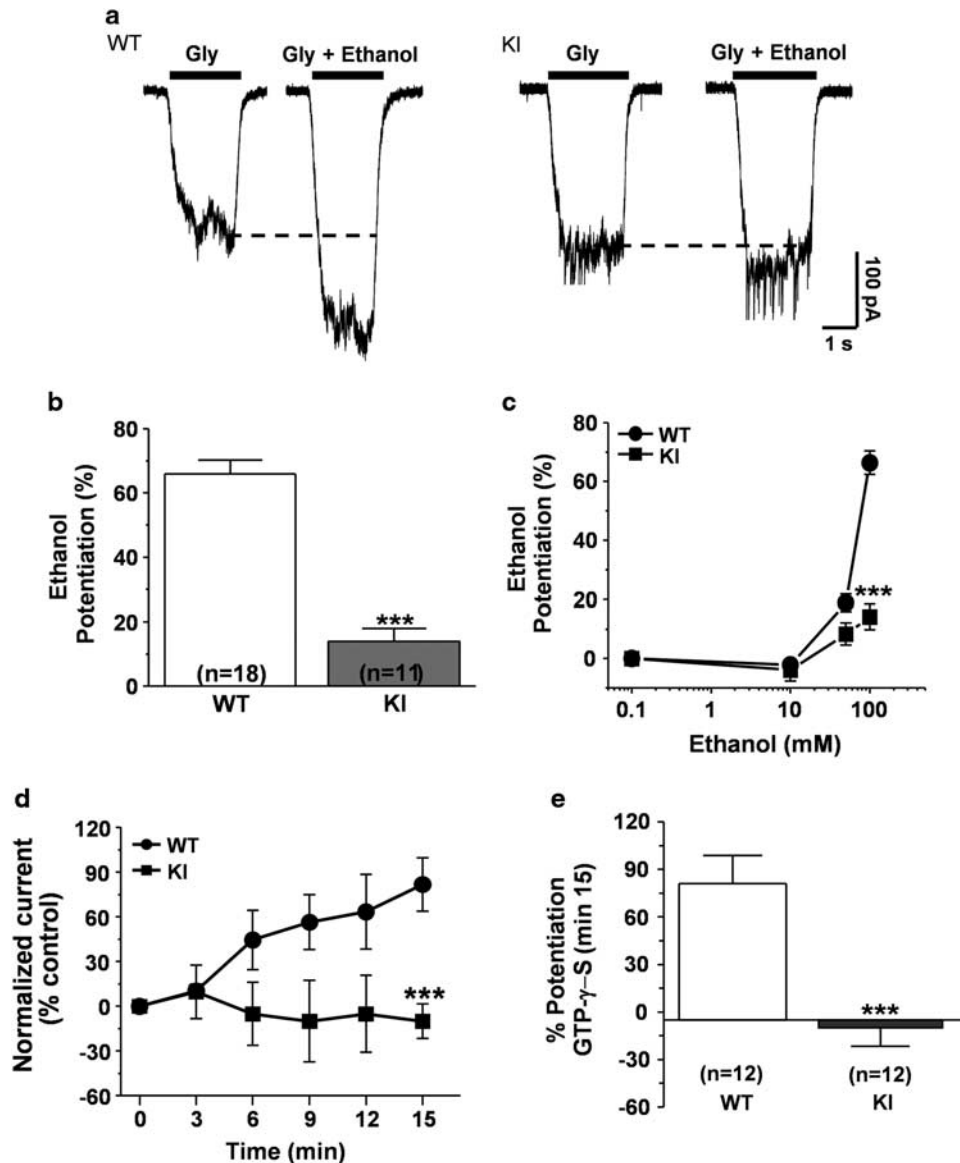 a
WT
Gly
Gly + Ethanol
KI
Gly
Gly + Ethanol
100 pA
1 s
b
Ethanol
Potentiation (%)
80
60
40
20
0
***
(n=18)
(n=11)
WT
KI
c
WT
KI
Ethanol
Potentiation (%)
80
60
40
20
0
***
0.1
1
10
100
Ethanol (mM)
d
WT
KI
Normalized current
(% control)
120
90
60
30
0
-30
-60
***
0
3
6
9
12
15
Time (min)
e
% Potentiation
GTP-γ–S (min 15)
120
90
60
30
0
-30
-60
***
(n=12)
(n=12)
WT
KI